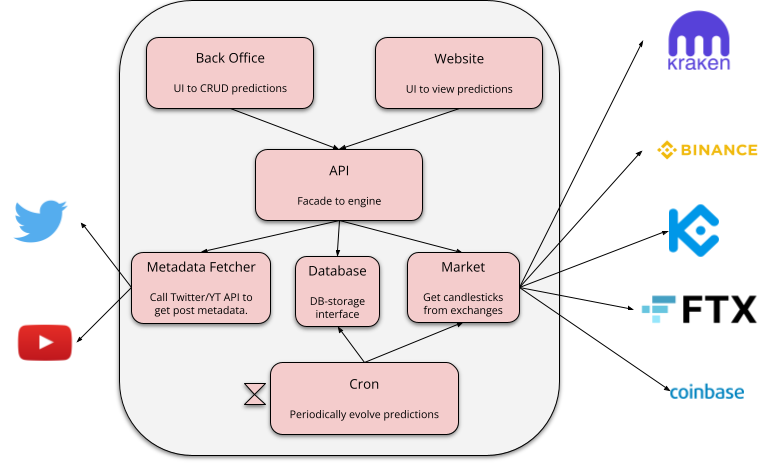 Back Office
UI to CRUD predictions
Website
UI to view predictions
API
Facade to engine
Metadata Fetcher
Call Twitter/YT API to
get post metadata.
Database
DB-storage
interface
Market
Get candlesticks
from exchanges
Cron
Periodically evolve predictions
kraken
BINANCE
FTX
coinbase